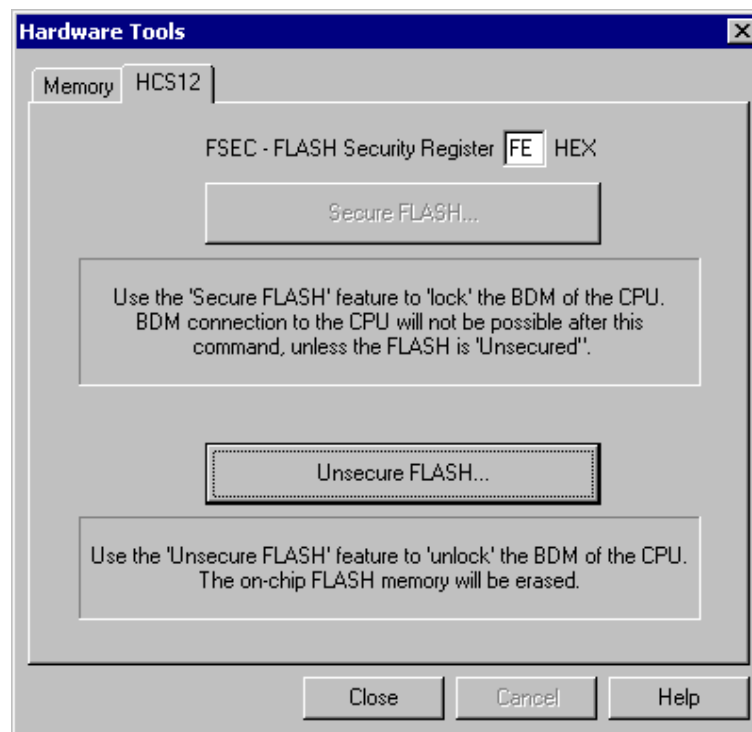 Hardware Tools
Memory
HCS12
FSEC - FLASH Security Register FE HEX
Secure FLASH...
Use the 'Secure FLASH' feature to 'lock' the BDM of the CPU.
BDM connection to the CPU will not be possible after this
command, unless the FLASH is 'Unsecured''.
Unsecure FLASH...
Use the 'Unsecure FLASH' feature to 'unlock' the BDM of the CPU.
The on-chip FLASH memory will be erased.
Close
Cancel
Help